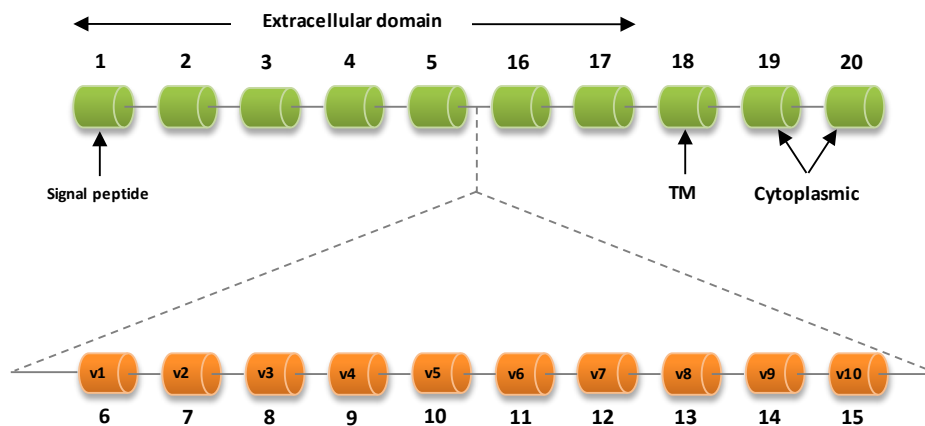 Extracellular domain
1 2 3 4 5 16 17 18 19 20
Signal peptide
TM
Cytoplasmic
v1 v2 v3 v4 v5 v6 v7 v8 v9 v10
6 7 8 9 10 11 12 13 14 15